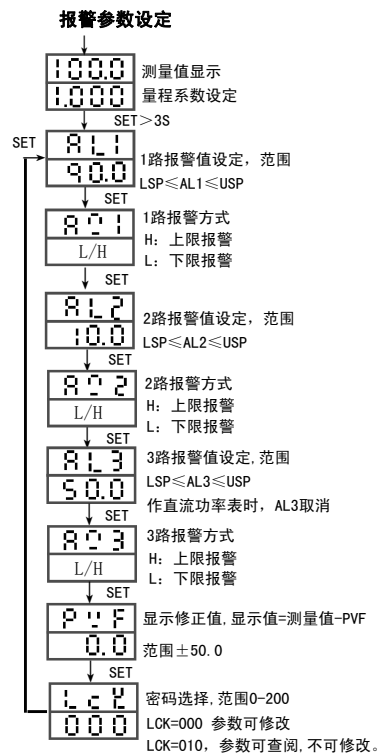 报警参数设定
100.0
测量值显示
1.000
量程系数设定
SET>3S
SET
AL1
1路报警值设定，范围
90.0
LSP≤AL1≤USP
SET
1路报警方式
H: 上限报警
L/H
L: 下限报警
SET
AL2
2路报警值设定，范围
10.0
LSP≤AL2≤USP
SET
2路报警方式
H: 上限报警
L/H
L: 下限报警
SET
AL3
3路报警值设定,范围
50.0
LSP≤AL3≤USP
作直流功率表时，AL3取消
SET
3路报警方式
H: 上限报警
L/H
L: 下限报警
SET
PVF
显示修正值,显示值=测量值-PVF
0.0
范围±50.0
SET
LcK
密码选择,范围0-200
000
LCK=000 参数可修改
LCK=010，参数可查阅,不可修改。